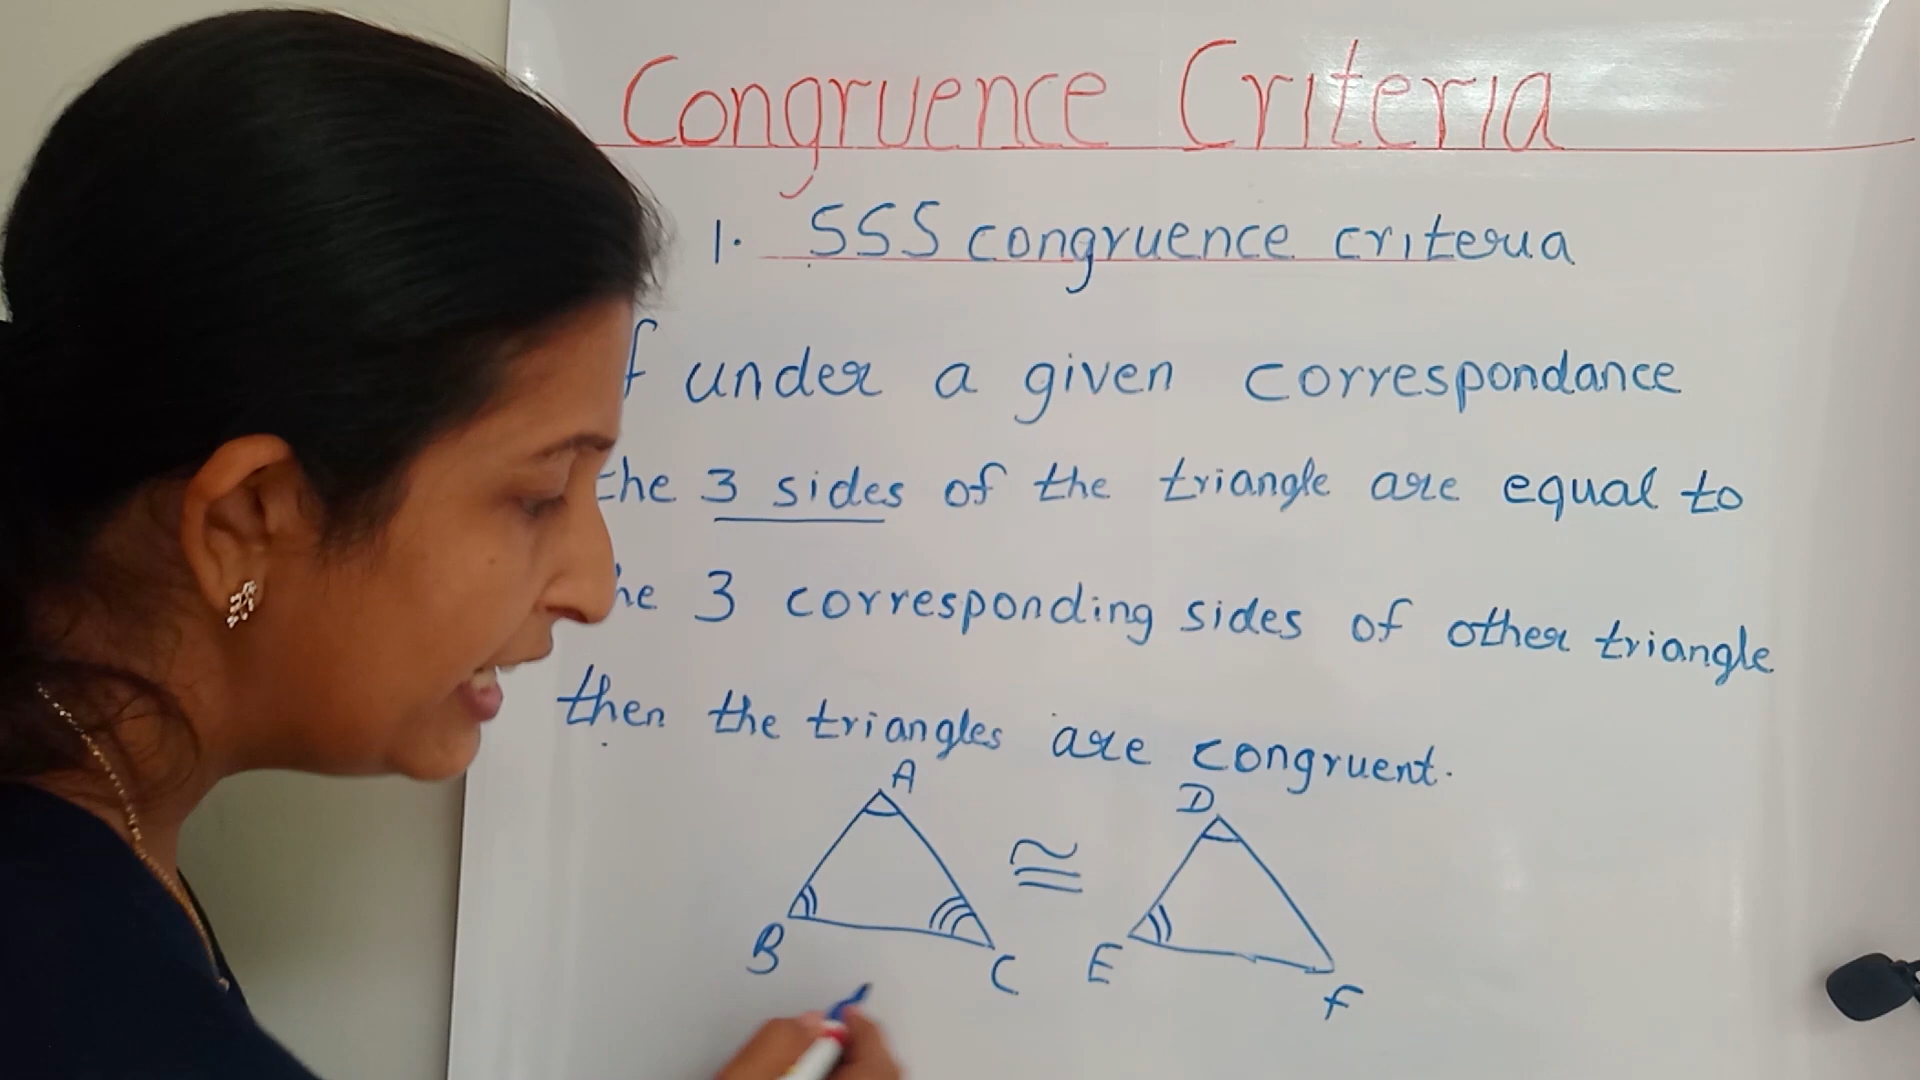 Congruence Criteria
1. SSS congruence criteria
f under a given correspondance
the 3 sides of the triangle are equal to
he 3 corresponding sides of other triangle
then the triangles are congruent.
A D
≅
B C E F